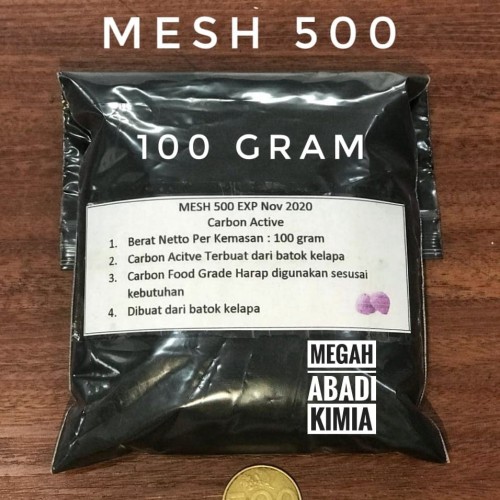 MESH 500
100 GRAM
MESH 500 EXP Nov 2020
Carbon Active
1. Berat Netto Per Kemasan : 100 gram
2. Carbon Acitve Terbuat dari batok kelapa
3. Carbon Food Grade Harap digunakan sesusai
kebutuhan
4. Dibuat dari batok kelapa
MEGAH
ABADI
KIMIA